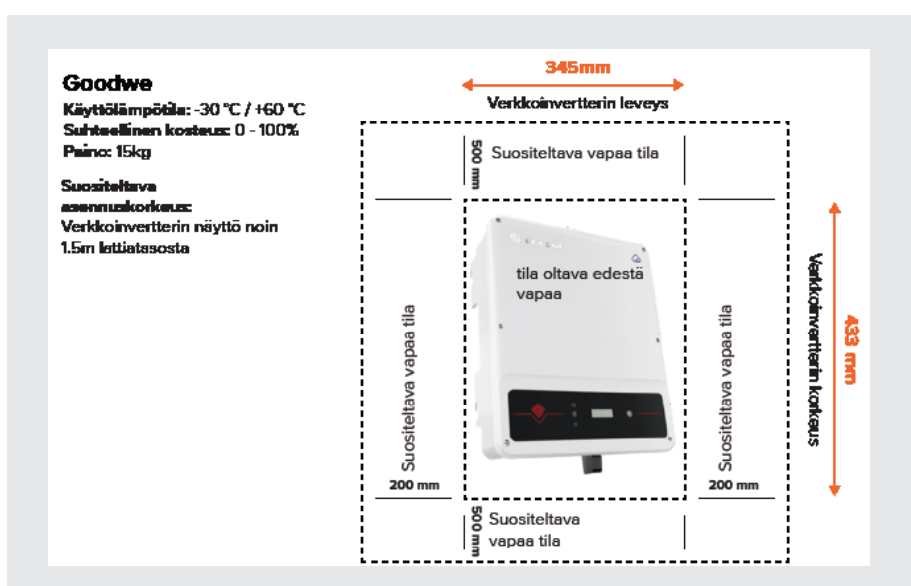 Goodwe
Käyttölämpötila: -30 °C / +60 °C
Suhteellinen kosteus: 0 - 100%
Paino: 15kg
Suositeltava
asennuskorkeus:
Verkkoinvertterin näyttö noin
1.5m lattiatasosta
345mm
Verkkoinvertterin leveys
500 mm
Suositeltava vapaa tila
tila oltava edestä
vapaa
Suositeltava vapaa tila
200 mm
Suositeltava vapaa tila
200 mm
Verkkoinvertteriin korkeus
433 mm
500 mm
Suositeltava
vapaa tila